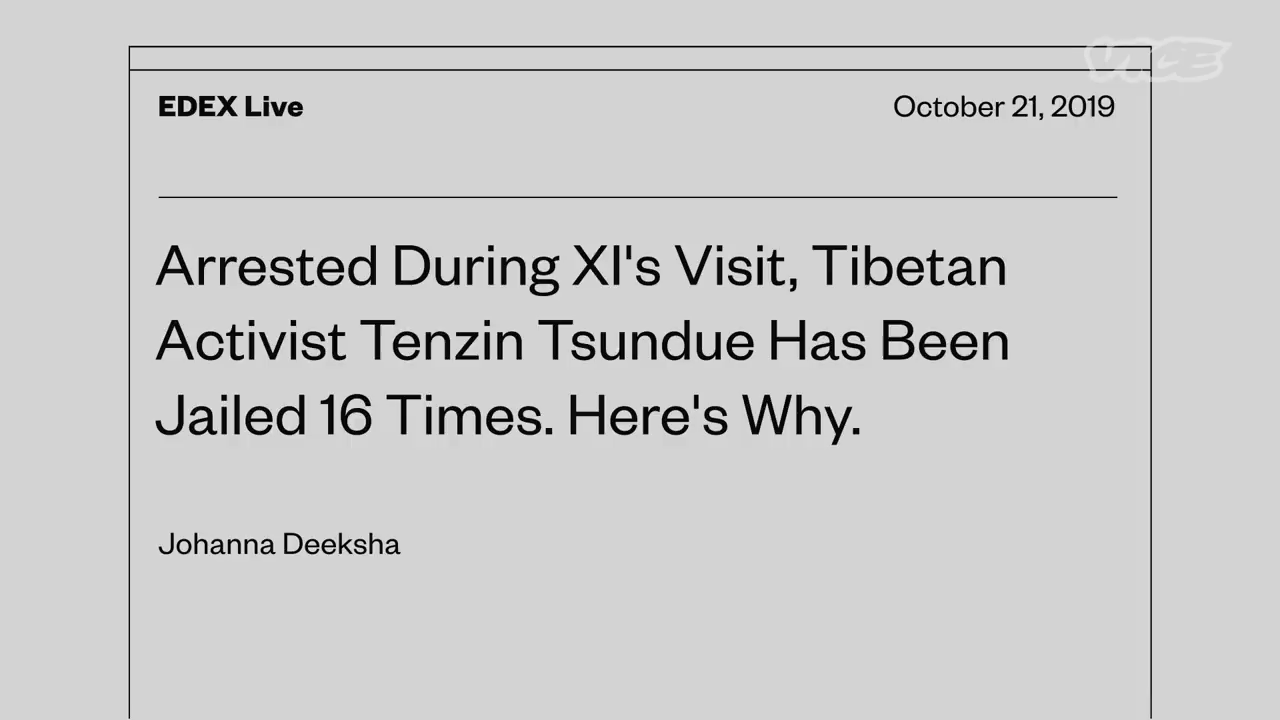 VICE
EDEX Live
October 21, 2019
Arrested During XI's Visit, Tibetan
Activist Tenzin Tsundue Has Been
Jailed 16 Times. Here's Why.
Johanna Deeksha